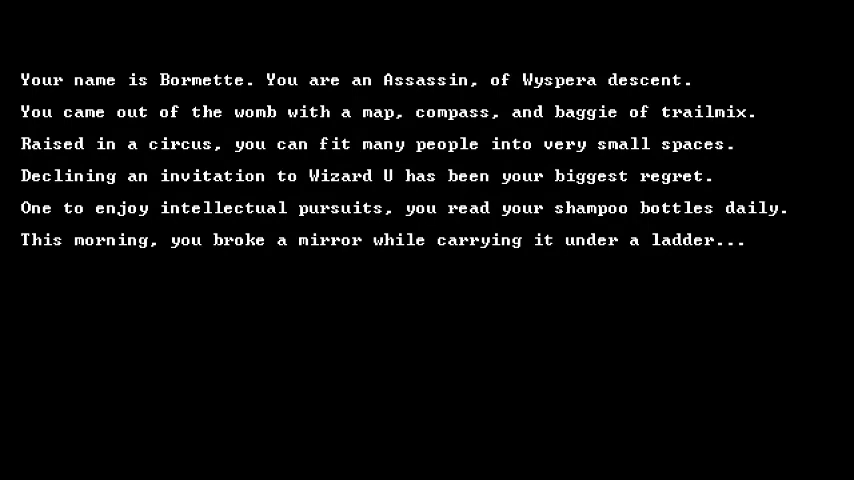 Your name is Bormette. You are an Assassin, of Wyspera descent.
You came out of the womb with a map, compass, and baggie of trailmix.
Raised in a circus, you can fit many people into very small spaces.
Declining an invitation to Wizard U has been your biggest regret.
One to enjoy intellectual pursuits, you read your shampoo bottles daily.
This morning, you broke a mirror while carrying it under a ladder...